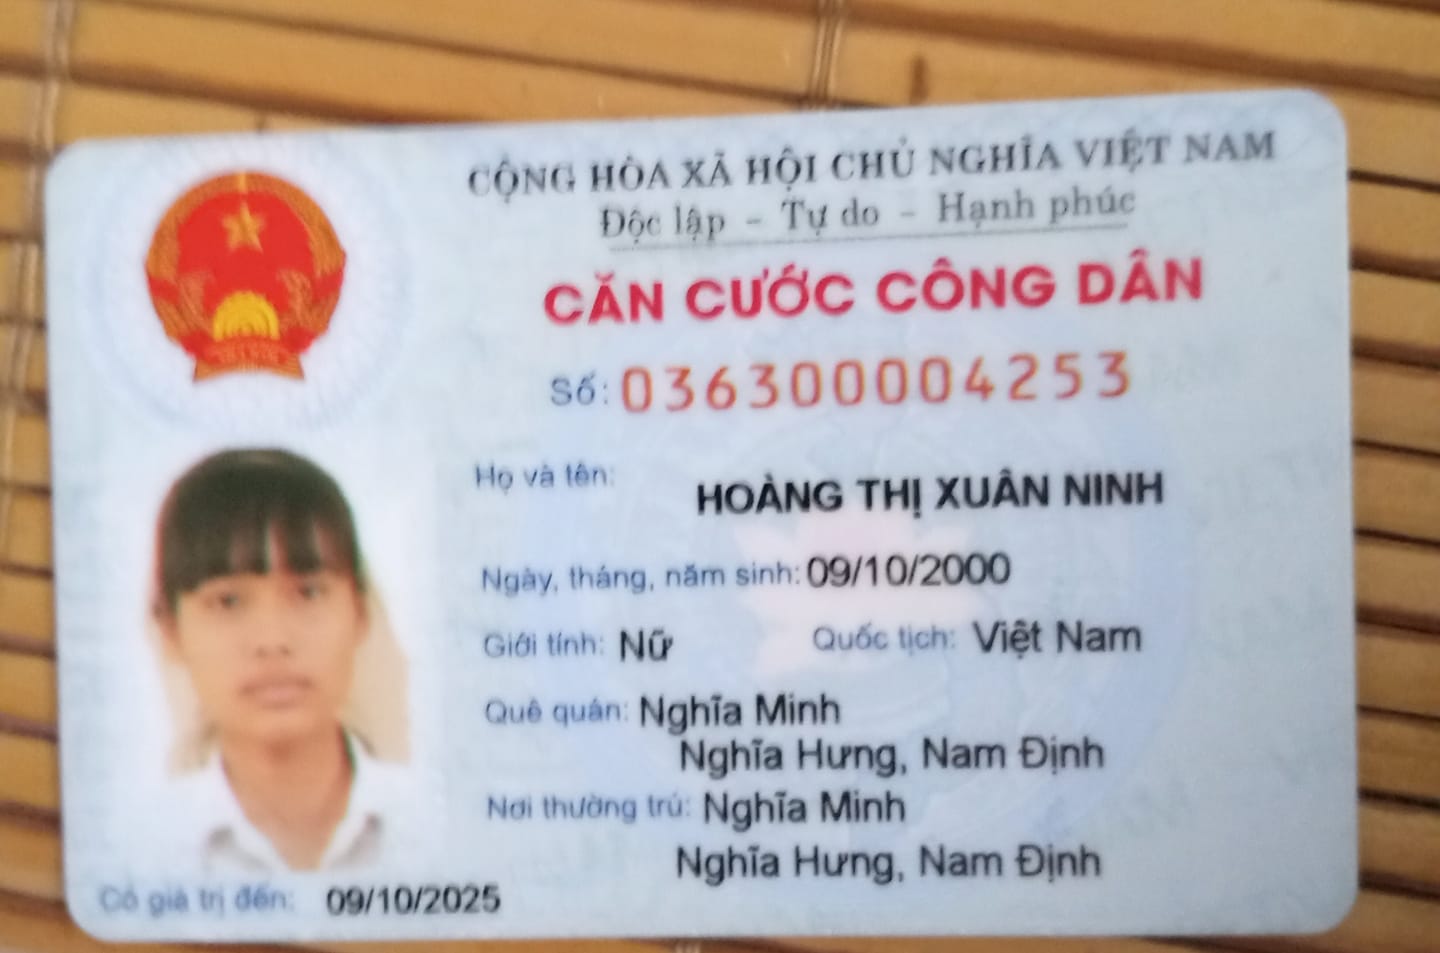 CỘNG HÒA XÃ HỘI CHỦ NGHĨA VIỆT NAM
Độc lập - Tự do - Hạnh phúc
CĂN CƯỚC CÔNG DÂN
Số: 036300004253
Họ và tên: HOÀNG THỊ XUÂN NINH
Ngày, tháng, năm sinh: 09/10/2000
Giới tính: Nữ Quốc tịch: Việt Nam
Quê quán: Nghĩa Minh
Nghĩa Hưng, Nam Định
Nơi thường trú: Nghĩa Minh
Nghĩa Hưng, Nam Định
Có giá trị đến: 09/10/2025